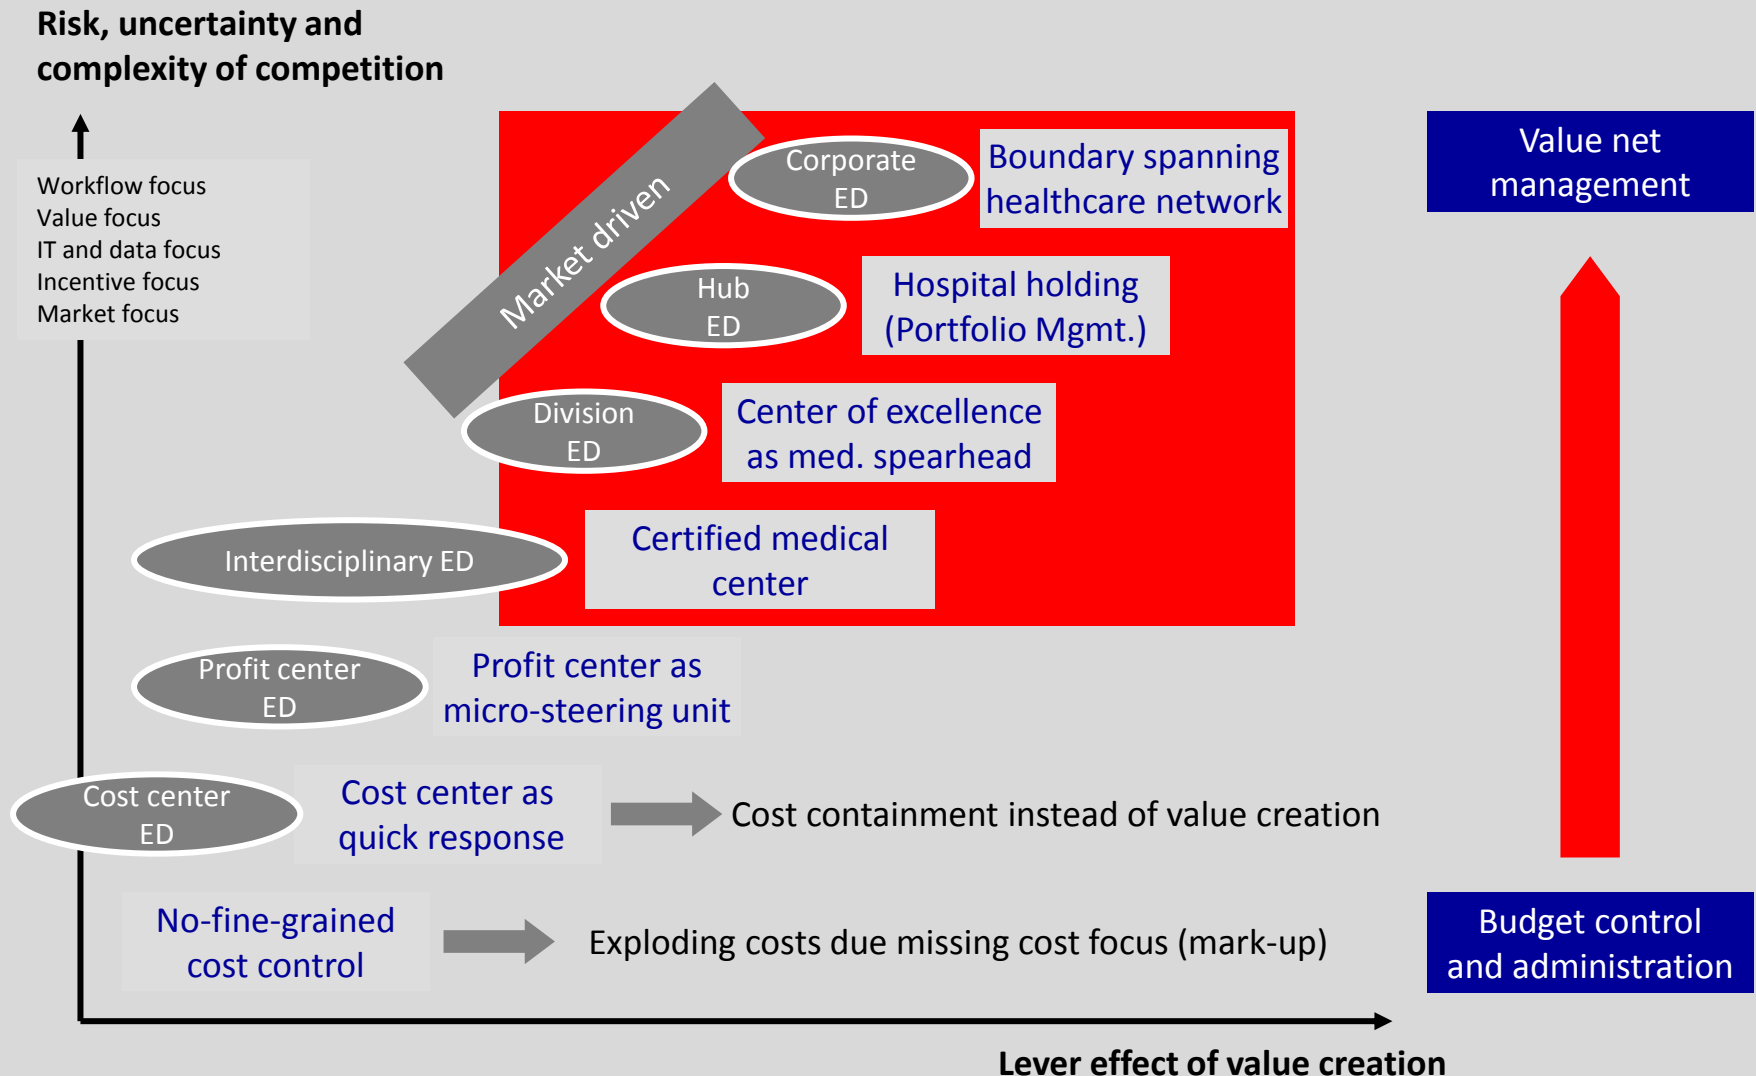 Risk, uncertainty and
complexity of competition
Workflow focus
Value focus
IT and data focus
Incentive focus
Market focus
Market driven
Corporate
ED
Boundary spanning
healthcare network
Value net
management
Hub
ED
Hospital holding
(Portfolio Mgmt.)
Division
ED
Center of excellence
as med. spearhead
Interdisciplinary ED
Certified medical
center
Profit center
ED
Profit center as
micro-steering unit
Cost center
ED
Cost center as
quick response
Cost containment instead of value creation
No-fine-grained
cost control
Exploding costs due missing cost focus (mark-up)
Budget control
and administration
Lever effect of value creation